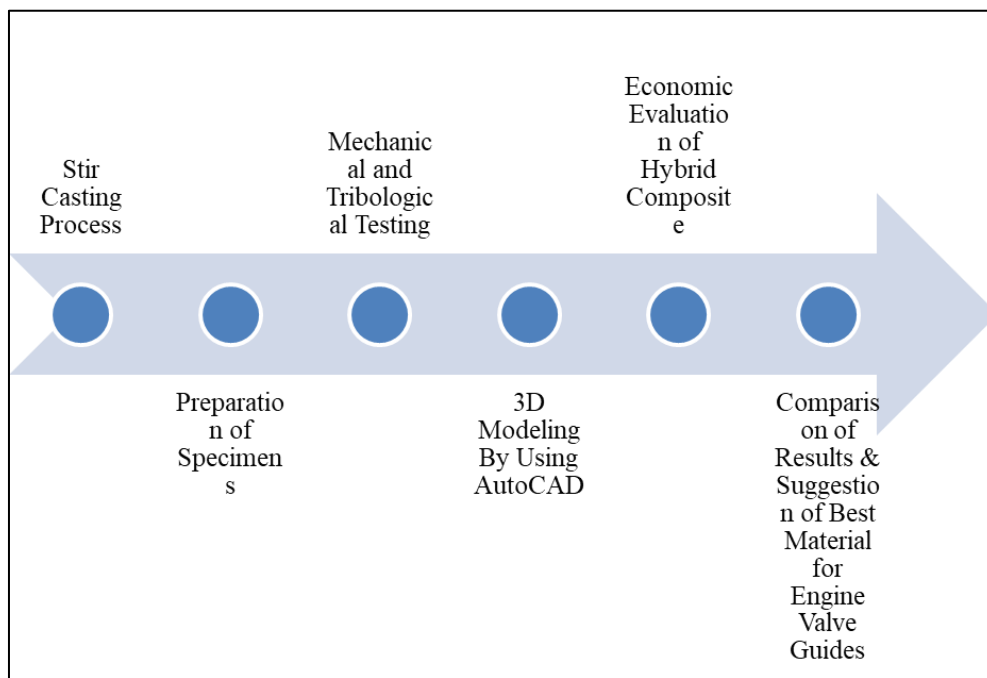 Stir
Casting
Process
Preparatio
n of
Specimen
s
Mechanic
al and
Tribologic
al Testing
3D
Modeling
By Using
AutoCAD
Economic
Evaluatio
n of
Hybrid
Composit
e
Comparis
on of
Results &
Suggestio
n of Best
Material
for
Engine
Valve
Guides